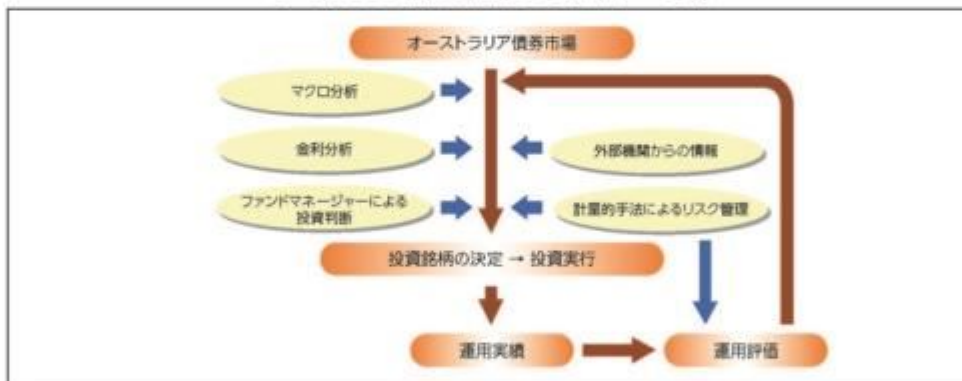 オーストラリア債券市場
マクロ分析
金利分析
外部機関からの情報
ファンドマネージャーによる
投資判断
計量的手法によるリスク管理
投資銘柄の決定 → 投資実行
運用実績
運用評価